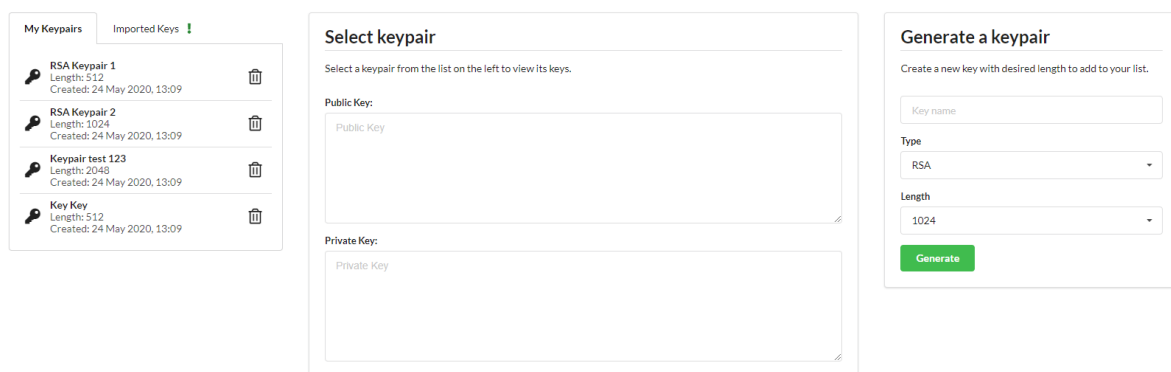 My Keypairs
Imported Keys !
RSA Keypair 1
Length: 512
Created: 24 May 2020, 13:09
RSA Keypair 2
Length: 1024
Created: 24 May 2020, 13:09
Keypair test 123
Length: 2048
Created: 24 May 2020, 13:09
Key Key
Length: 512
Created: 24 May 2020, 13:09
Select keypair
Select a keypair from the list on the left to view its keys.
Public Key:
Public Key
Private Key:
Private Key
Generate a keypair
Create a new key with desired length to add to your list.
Key name
Type
RSA
Length
1024
Generate